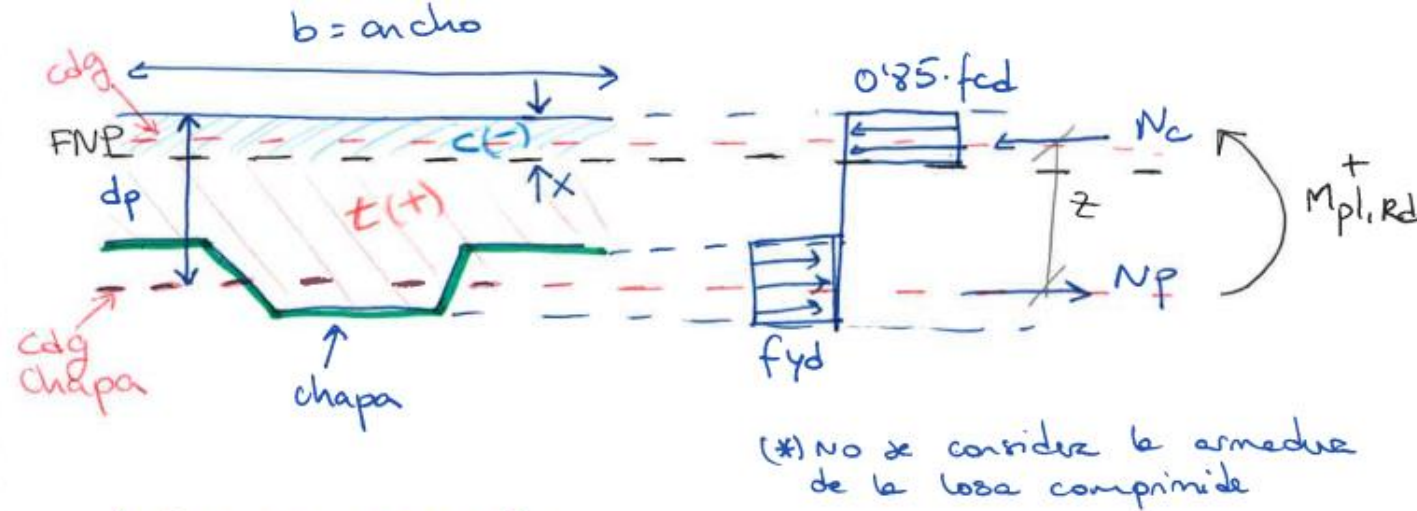 b = ancho
cdg
0'85·fcd
FNP
c(-)
Nc
dp
x
t(+)
z
M⁺pl,Rd
Np
cdg
chapa
chapa
fyd
(*) No se considera la armadura
de la losa comprimida